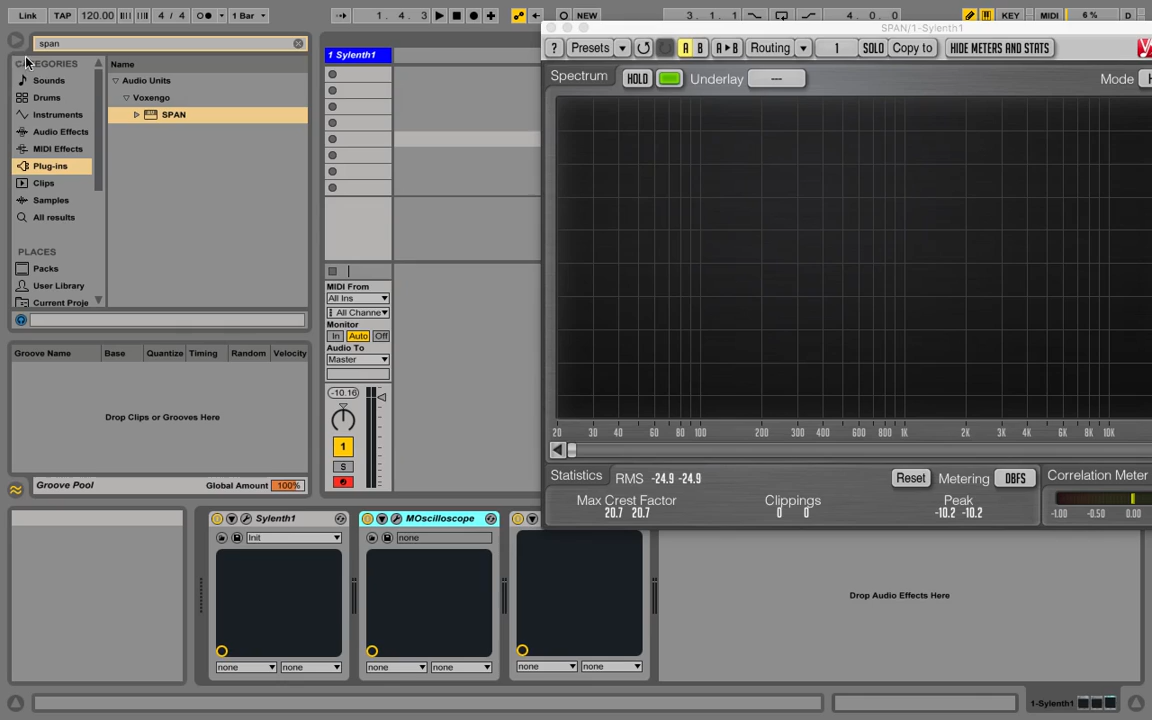 Link TAP 120.00 4 / 4 1 Bar 1. 4. 3 NEW 3. 1. 1 4. 0. 0 KEY MIDI 6 % D
span
CATEGORIES
Sounds
Drums
Instruments
Audio Effects
MIDI Effects
Plug-ins
Clips
Samples
All results
PLACES
Packs
User Library
Current Proje
Name
Audio Units
Voxengo
SPAN
Groove Name Base Quantize Timing Random Velocity
Drop Clips or Grooves Here
Groove Pool Global Amount 100%
1 Sylenth1
MIDI From
All Ins
All Channe
Monitor
In Auto Off
Audio To
Master
-10.16
1
S
SPAN/1-Sylenth1
? Presets A B A▸B Routing 1 SOLO Copy to HIDE METERS AND STATS
Spectrum HOLD Underlay --- Mode H
20 30 40 60 80 100 200 300 400 600 800 1K 2K 3K 4K 6K 8K 10K
Statistics RMS -24.9 -24.9 Reset Metering DBFS Correlation Meter
Max Crest Factor Clippings Peak
20.7 20.7 0 0 -10.2 -10.2
-1.00 -0.50 0.00
Sylenth1 MOscilloscope
Init none
none none none none none none
Drop Audio Effects Here
1-Sylenth1